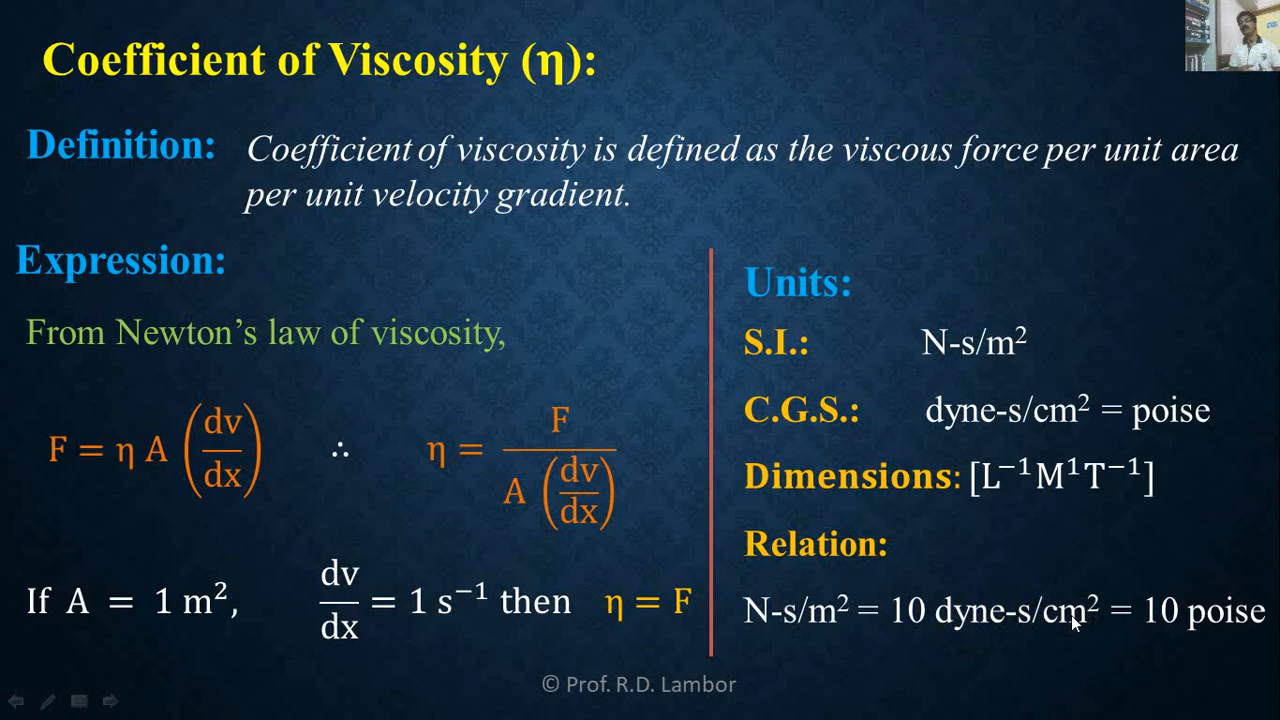 Coefficient of Viscosity (η):
Definition: Coefficient of viscosity is defined as the viscous force per unit area
per unit velocity gradient.
Expression:
From Newton's law of viscosity,
F = η A (dv/dx) ∴ η = F / (A (dv/dx))
If A = 1 m², dv/dx = 1 s⁻¹ then η = F
Units:
S.I.: N-s/m²
C.G.S.: dyne-s/cm² = poise
Dimensions: [L⁻¹M¹T⁻¹]
Relation:
N-s/m² = 10 dyne-s/cm² = 10 poise
© Prof. R.D. Lambor